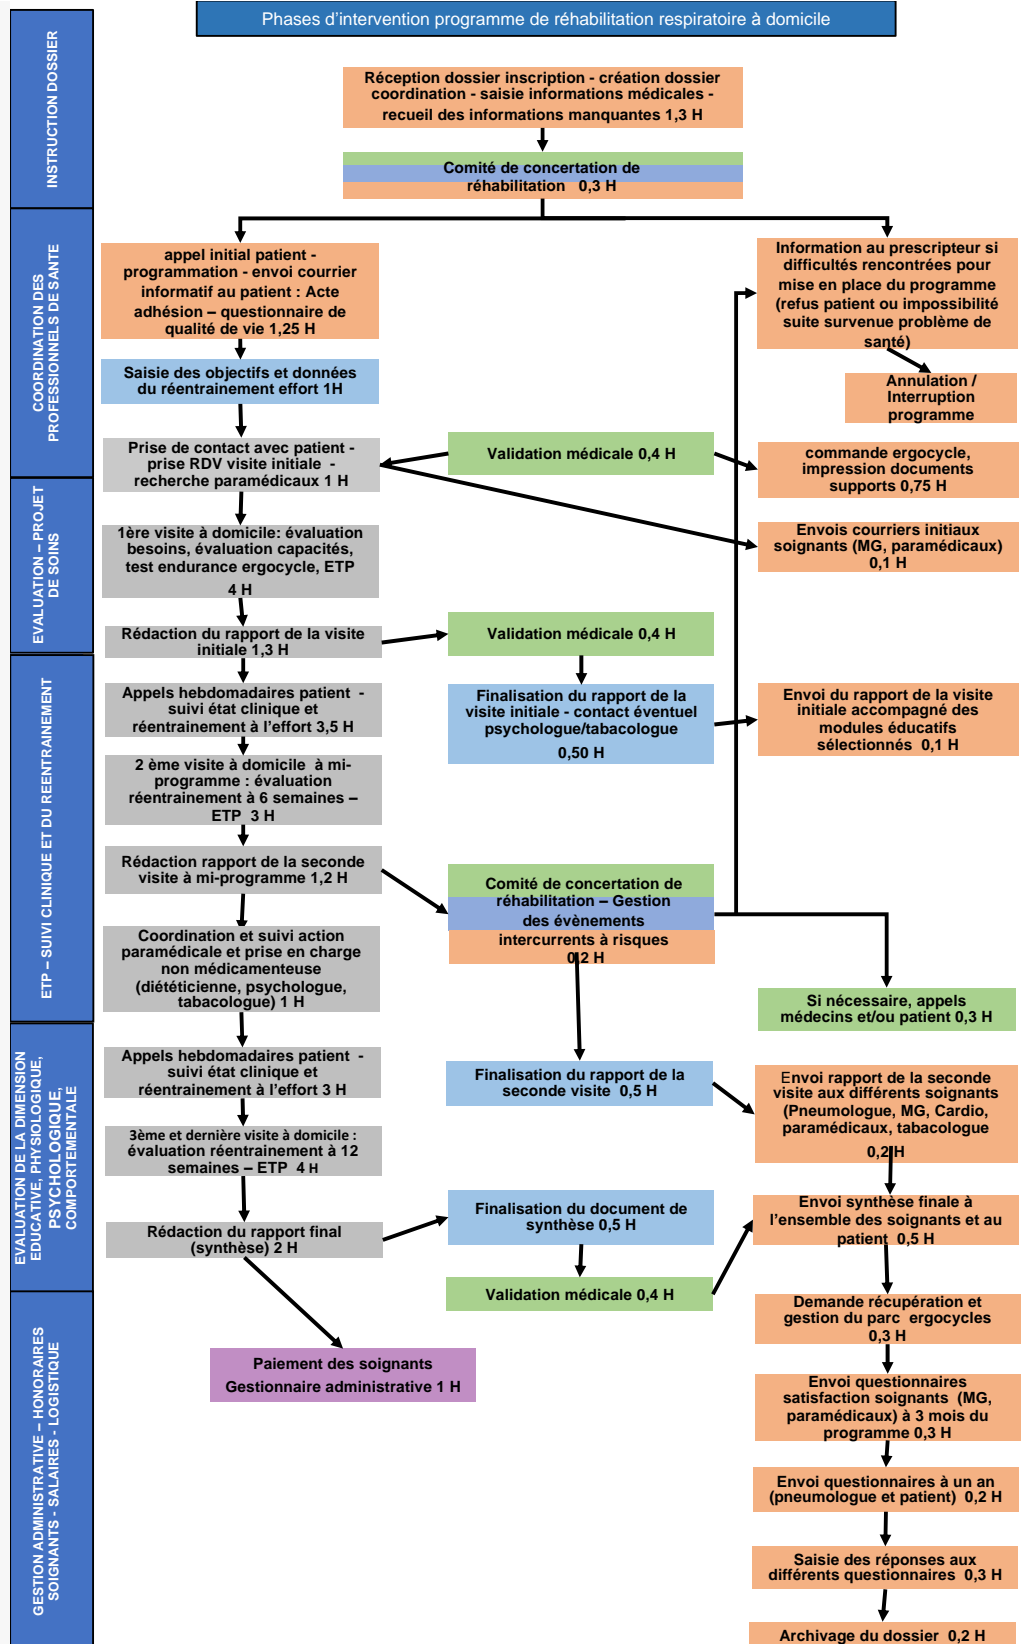 Phases d'intervention programme de réhabilitation respiratoire à domicile
INSTRUCTION DOSSIER
Réception dossier inscription - création dossier
coordination - saisie informations médicales -
recueil des informations manquantes 1,3 H
Comité de concertation de
réhabilitation 0,3 H
COORDINATION DES
PROFESSIONNELS DE SANTE
appel initial patient -
programmation - envoi courrier
informatif au patient : Acte
adhésion – questionnaire de
qualité de vie 1,25 H
Information au prescripteur si
difficultés rencontrées pour
mise en place du programme
(refus patient ou impossibilité
suite survenue problème de
santé)
Saisie des objectifs et données
du réentrainement effort 1H
Annulation /
Interruption
programme
Prise de contact avec patient -
prise RDV visite initiale -
recherche paramédicaux 1 H
Validation médicale 0,4 H
commande ergocycle,
impression documents
supports 0,75 H
EVALUATION – PROJET
DE SOINS
1ère visite à domicile: évaluation
besoins, évaluation capacités,
test endurance ergocycle, ETP
4 H
Envois courriers initiaux
soignants (MG, paramédicaux)
0,1 H
Rédaction du rapport de la visite
initiale 1,3 H
Validation médicale 0,4 H
ETP – SUIVI CLINIQUE ET DU REENTRAINEMENT
Appels hebdomadaires patient -
suivi état clinique et
réentrainement à l'effort 3,5 H
Finalisation du rapport de la
visite initiale - contact éventuel
psychologue/tabacologue
0,50 H
Envoi du rapport de la visite
initiale accompagné des
modules éducatifs
sélectionnés 0,1 H
2 ème visite à domicile à mi-
programme : évaluation
réentrainement à 6 semaines –
ETP 3 H
Rédaction rapport de la seconde
visite à mi-programme 1,2 H
Comité de concertation de
réhabilitation – Gestion
des évènements
intercurrents à risques
0,2 H
Coordination et suivi action
paramédicale et prise en charge
non médicamenteuse
(diététicienne, psychologue,
tabacologue) 1 H
Si nécessaire, appels
médecins et/ou patient 0,3 H
EVALUATION DE LA DIMENSION
EDUCATIVE, PHYSIOLOGIQUE,
PSYCHOLOGIQUE,
COMPORTEMENTALE
Appels hebdomadaires patient -
suivi état clinique et
réentrainement à l'effort 3 H
Finalisation du rapport de la
seconde visite 0,5 H
Envoi rapport de la seconde
visite aux différents soignants
(Pneumologue, MG, Cardio,
paramédicaux, tabacologue
0,2 H
3ème et dernière visite à domicile :
évaluation réentrainement à 12
semaines – ETP 4 H
Rédaction du rapport final
(synthèse) 2 H
Finalisation du document de
synthèse 0,5 H
Envoi synthèse finale à
l'ensemble des soignants et au
patient 0,5 H
Validation médicale 0,4 H
GESTION ADMINISTRATIVE – HONORAIRES
SOIGNANTS - SALAIRES - LOGISTIQUE
Demande récupération et
gestion du parc ergocycles
0,3 H
Paiement des soignants
Gestionnaire administrative 1 H
Envoi questionnaires
satisfaction soignants (MG,
paramédicaux) à 3 mois du
programme 0,3 H
Envoi questionnaires à un an
(pneumologue et patient) 0,2 H
Saisie des réponses aux
différents questionnaires 0,3 H
Archivage du dossier 0,2 H